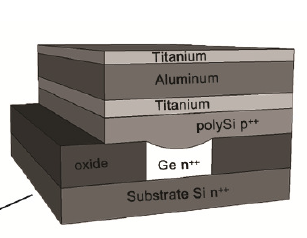 Titanium
Aluminum
Titanium
polySi p++
oxide
Ge n++
Substrate Si n++